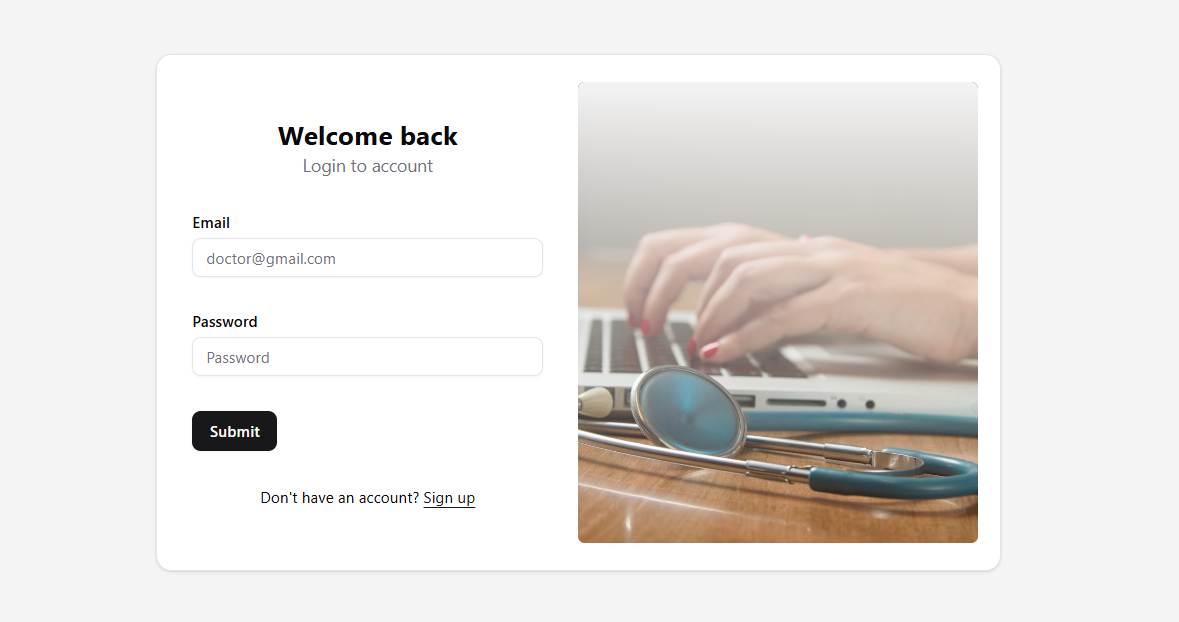 Welcome back
Login to account
Email
doctor@gmail.com
Password
Password
Submit
Don't have an account? Sign up